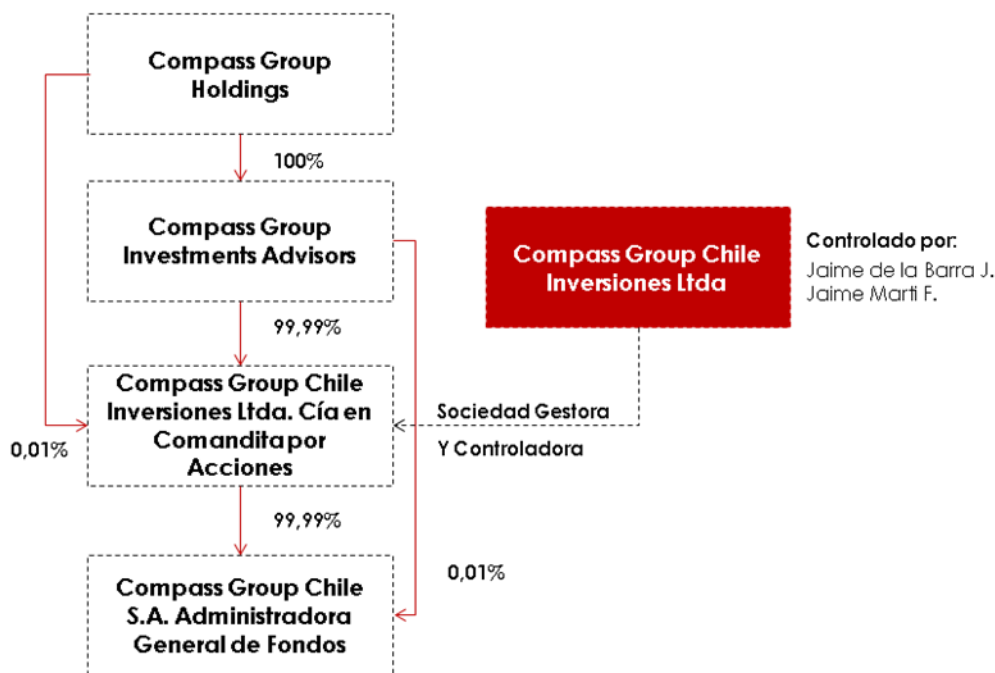 Compass Group
Holdings
100%
Compass Group
Investments Advisors
99,99%
Compass Group Chile
Inversiones Ltda. Cía en
Comandita por
Acciones
0,01%
99,99%
Compass Group Chile
S.A. Administradora
General de Fondos
0,01%
Compass Group Chile
Inversiones Ltda
Controlado por:
Jaime de la Barra J.
Jaime Marti F.
Sociedad Gestora
Y Controladora